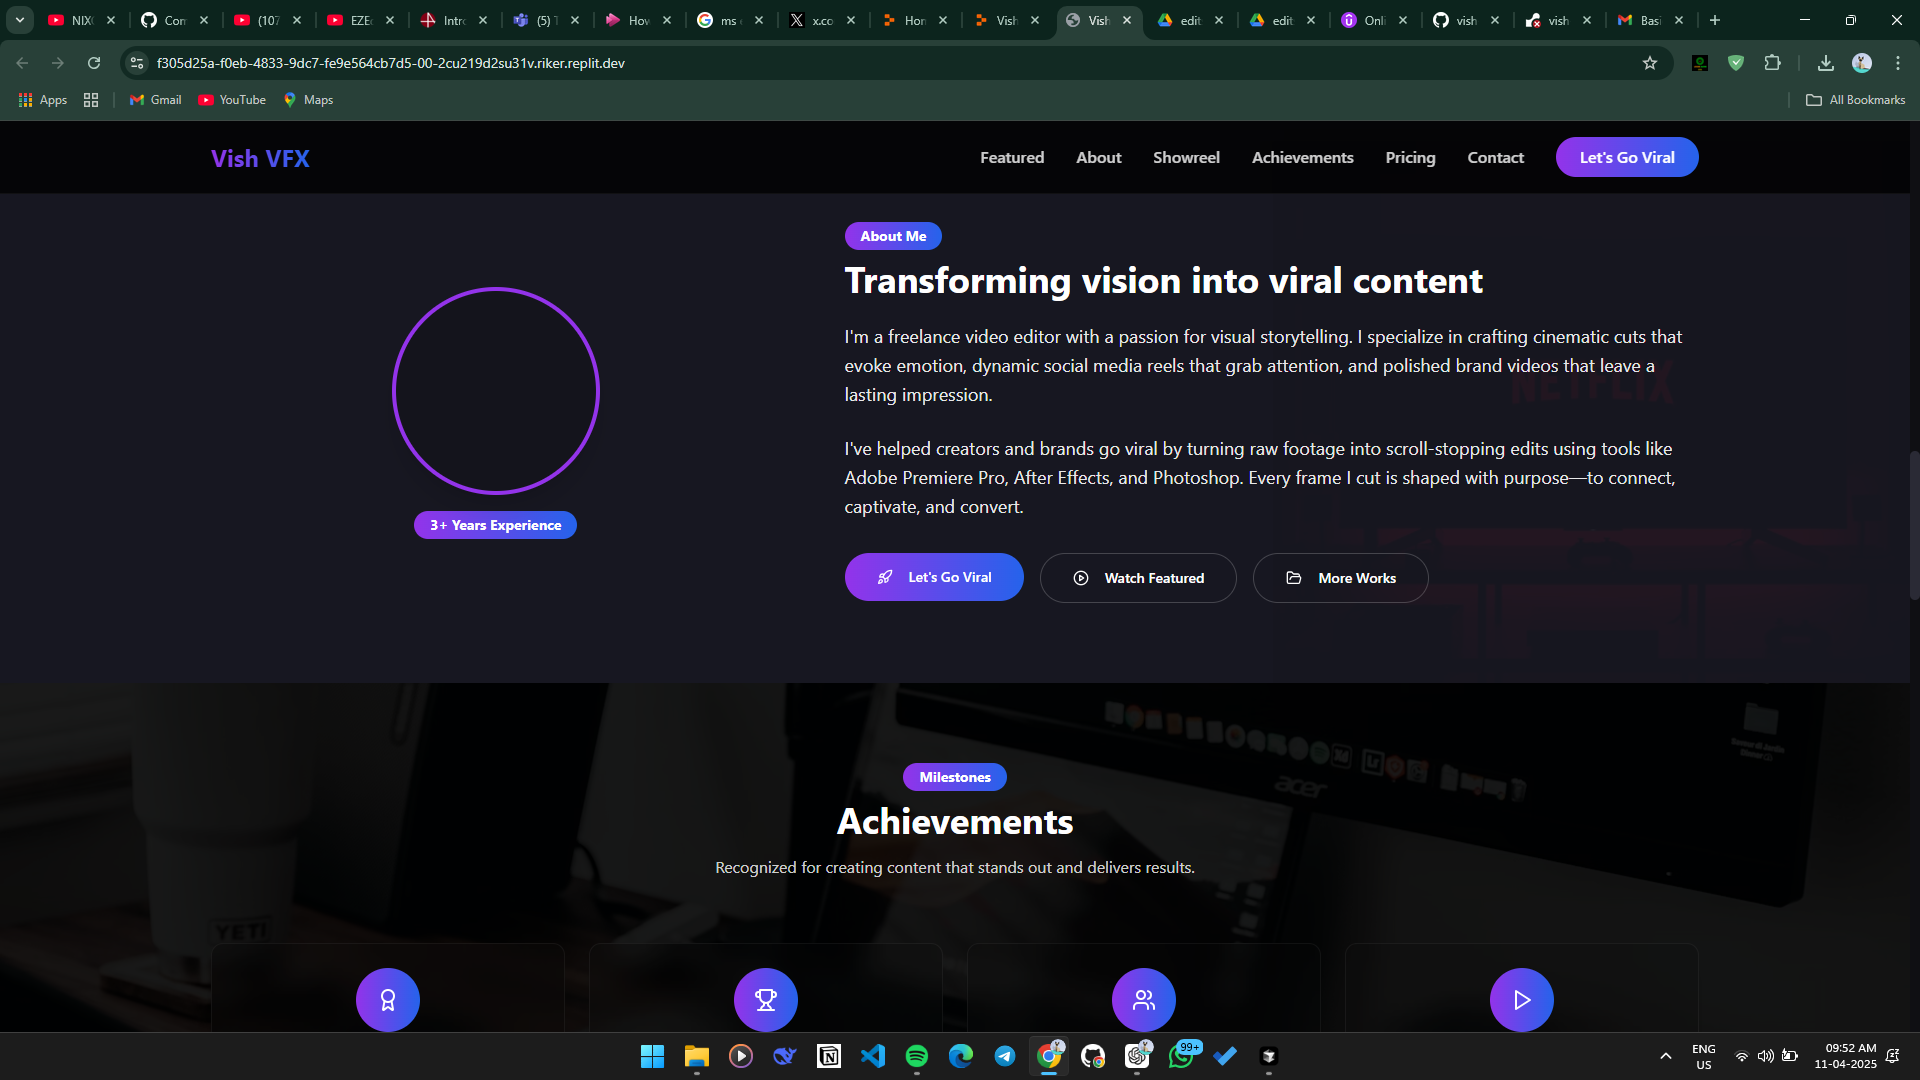 NIX
Con
(107
EZEd
Intro
(5) T
How
ms e
x.co
Hon
Vish
Vish
edit
edit
Onli
vish
vish
Basi
f305d25a-f0eb-4833-9dc7-fe9e564cb7d5-00-2cu219d2su31v.riker.replit.dev
Apps
Gmail
YouTube
Maps
All Bookmarks
Vish VFX
Featured
About
Showreel
Achievements
Pricing
Contact
Let's Go Viral
About Me
Transforming vision into viral content
I'm a freelance video editor with a passion for visual storytelling. I specialize in crafting cinematic cuts that
evoke emotion, dynamic social media reels that grab attention, and polished brand videos that leave a
lasting impression.
NETFLIX
I've helped creators and brands go viral by turning raw footage into scroll-stopping edits using tools like
Adobe Premiere Pro, After Effects, and Photoshop. Every frame I cut is shaped with purpose—to connect,
captivate, and convert.
3+ Years Experience
Let's Go Viral
Watch Featured
More Works
Xd
Lr
acer
Milestones
Achievements
Recognized for creating content that stands out and delivers results.
YETI
99+
ENG
US
09:52 AM
11-04-2025